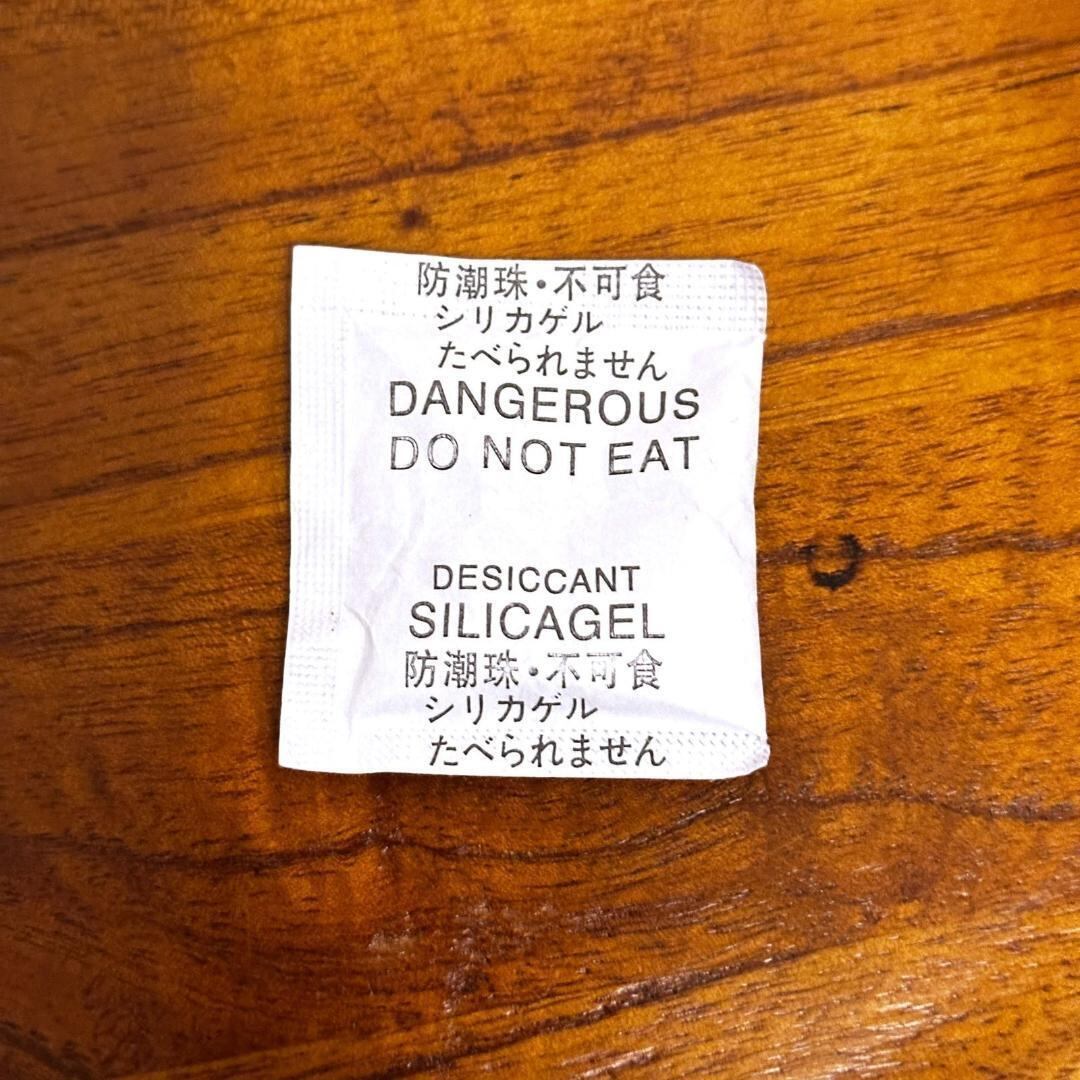 防潮珠・不可食
シリカゲル
たべられません
DANGEROUS
DO NOT EAT
DESICCANT
SILICAGEL
防潮珠・不可食
シリカゲル
たべられません